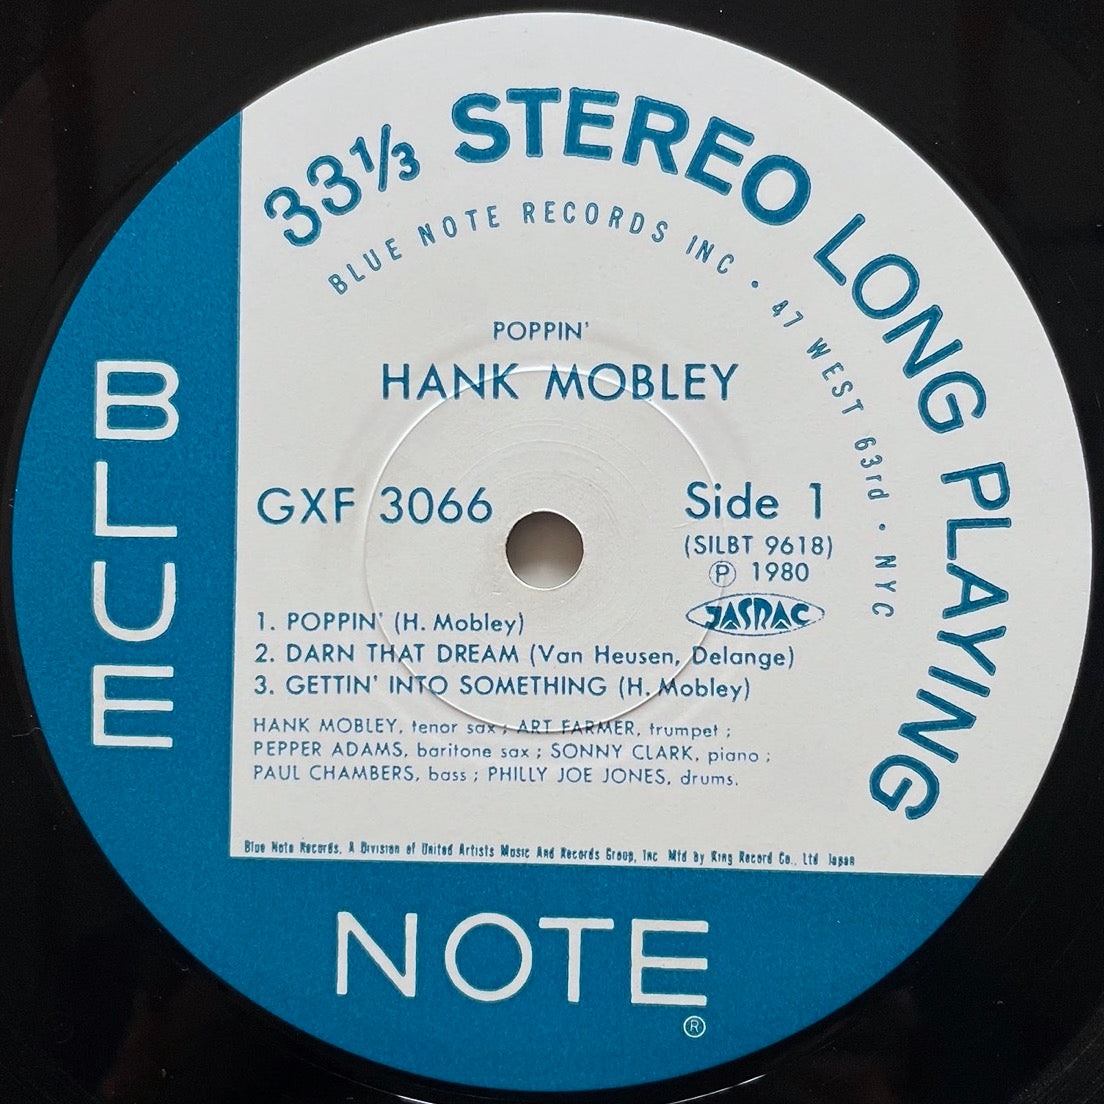 33⅓ STEREO LONG PLAYING
BLUE NOTE RECORDS INC · 47 WEST 63rd · NYC
POPPIN'
HANK MOBLEY
GXF 3066
Side 1
(SILBT 9618)
Ⓟ 1980
JASRAC
1. POPPIN' (H. Mobley)
2. DARN THAT DREAM (Van Heusen, Delange)
3. GETTIN' INTO SOMETHING (H. Mobley)
HANK MOBLEY, tenor sax ; ART FARMER, trumpet ;
PEPPER ADAMS, baritone sax ; SONNY CLARK, piano ;
PAUL CHAMBERS, bass ; PHILLY JOE JONES, drums.
Blue Note Records, A Division of United Artists Music And Records Group, Inc Mfd By King Record Co., Ltd Japan
BLUE
NOTE
®